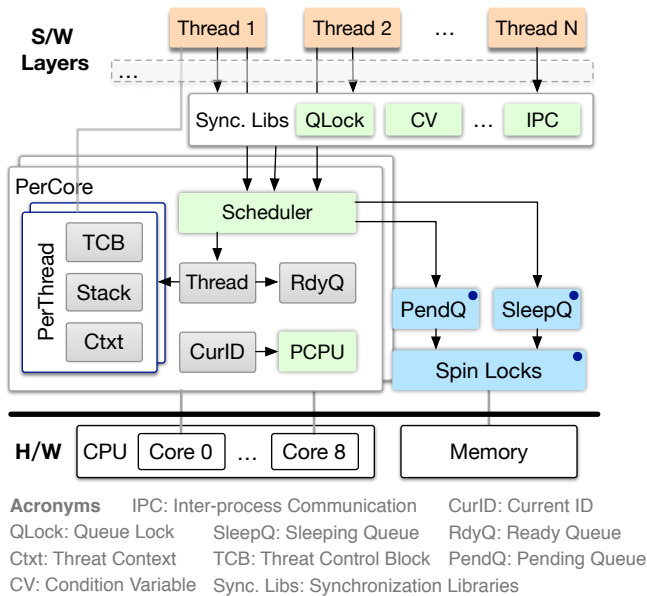 S/W Layers
Thread 1 Thread 2 ... Thread N
...
Sync. Libs QLock CV ... IPC
PerCore
Scheduler
PerThread
TCB
Stack
Ctxt
Thread RdyQ
CurID PCPU
PendQ SleepQ
Spin Locks
H/W CPU Core 0 ... Core 8 Memory
Acronyms IPC: Inter-process Communication CurID: Current ID
QLock: Queue Lock SleepQ: Sleeping Queue RdyQ: Ready Queue
Ctxt: Threat Context TCB: Threat Control Block PendQ: Pending Queue
CV: Condition Variable Sync. Libs: Synchronization Libraries